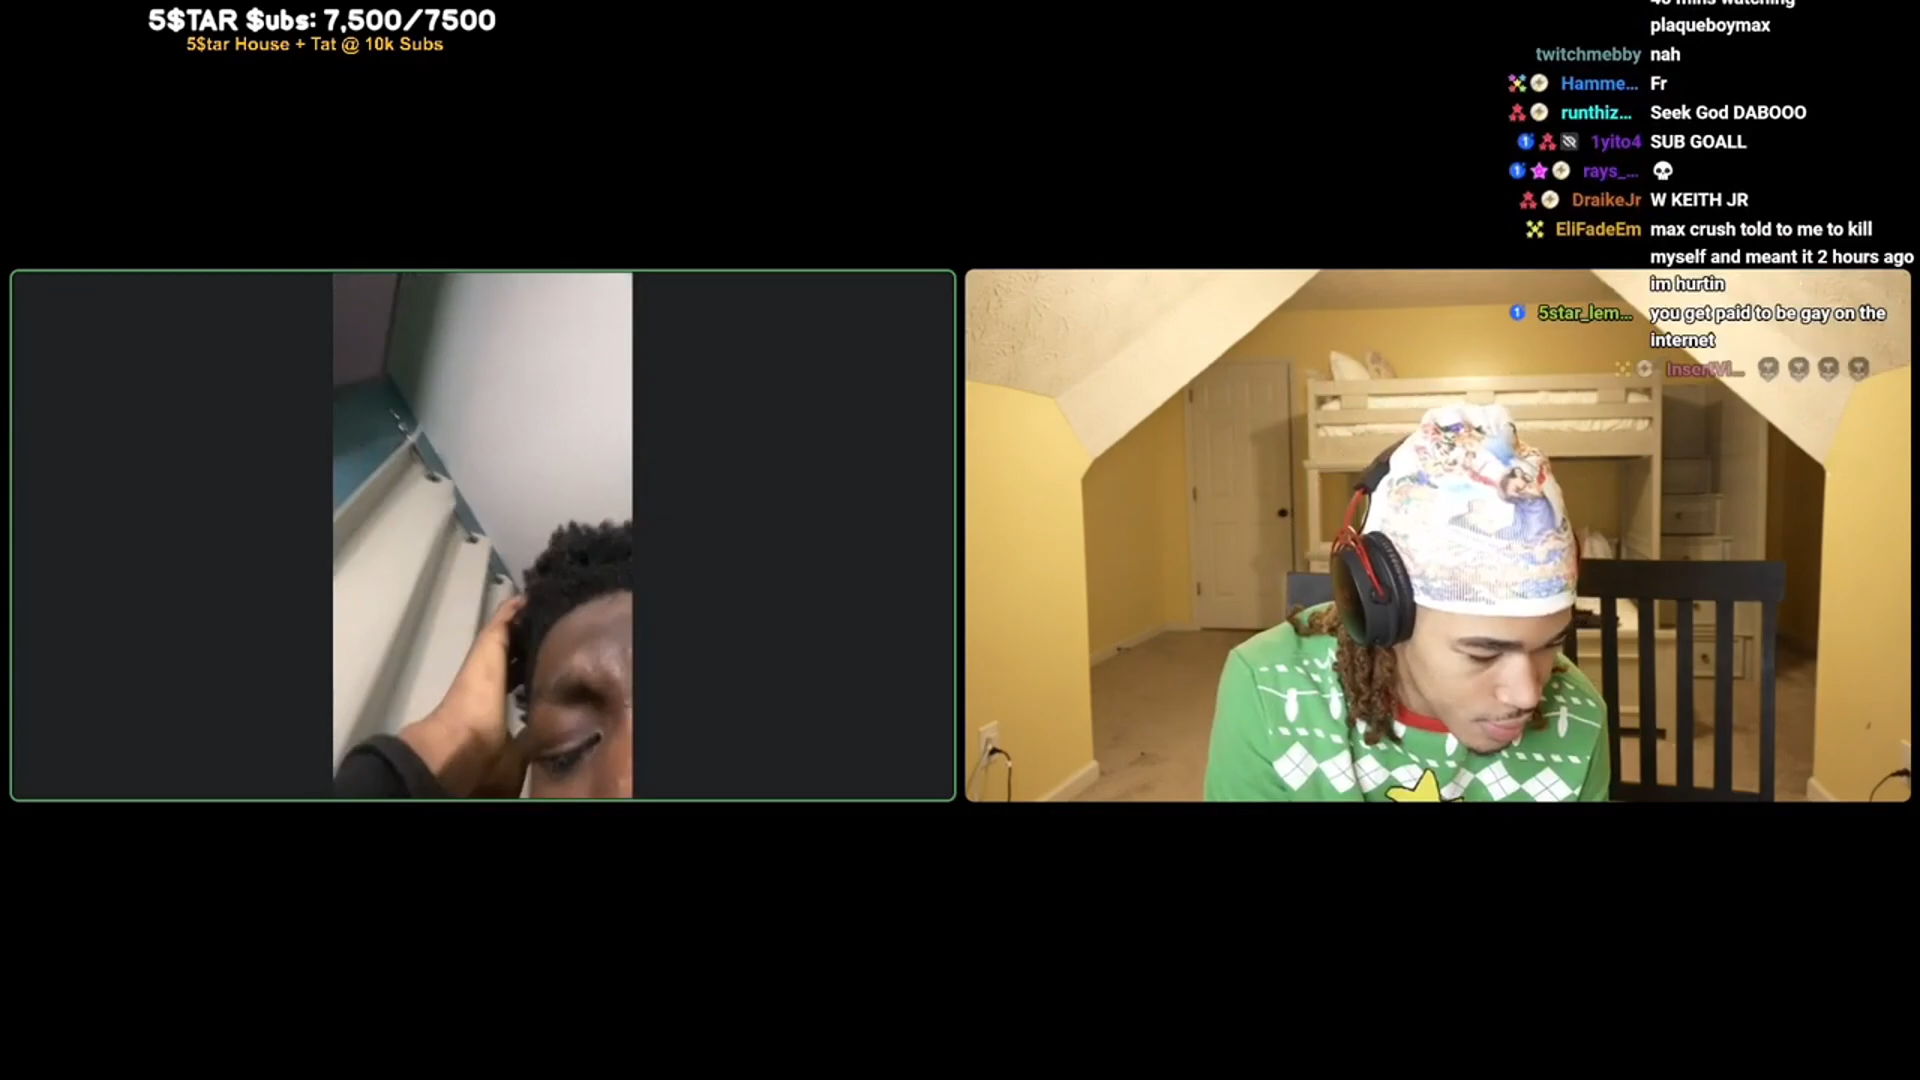 5$TAR $ubs: 7,500/7500
5$tar House + Tat @ 10k Subs
plaqueboymax
twitchmebby nah
Hamme... Fr
runthiz... Seek God DABOOO
1yito4 SUB GOALL
rays_...
DraikeJr W KEITH JR
EliFadeEm max crush told to me to kill
myself and meant it 2 hours ago
im hurtin
5star_lem... you get paid to be gay on the
internet